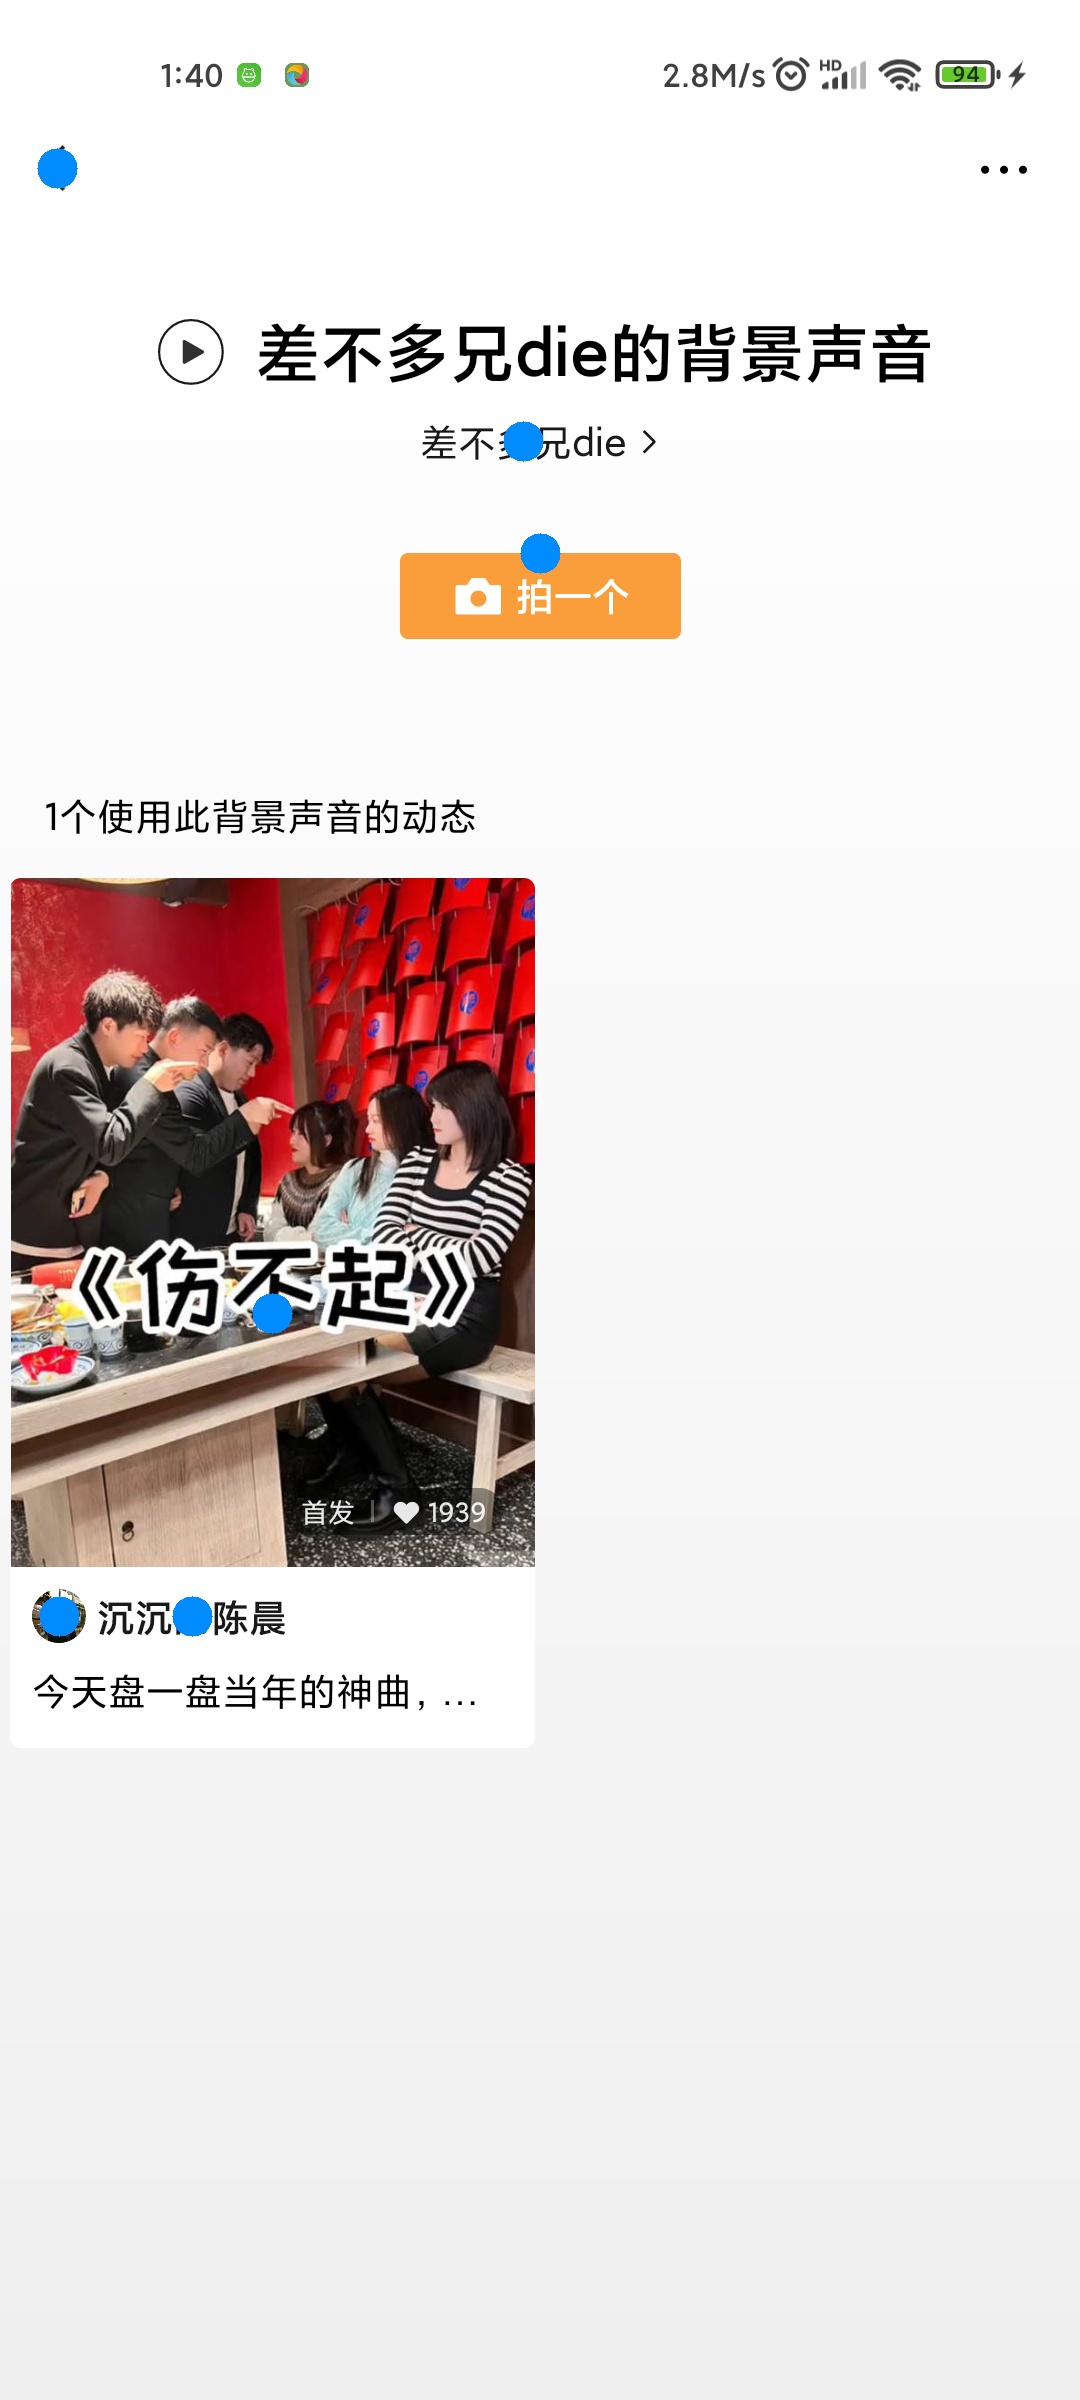 1:40 2.8M/s HD 94
差不多兄die的背景声音
差不 兄die
拍一个
1个使用此背景声音的动态
《伤不起》
首发 | 1939
沉沉 陈晨
今天盘一盘当年的神曲，...